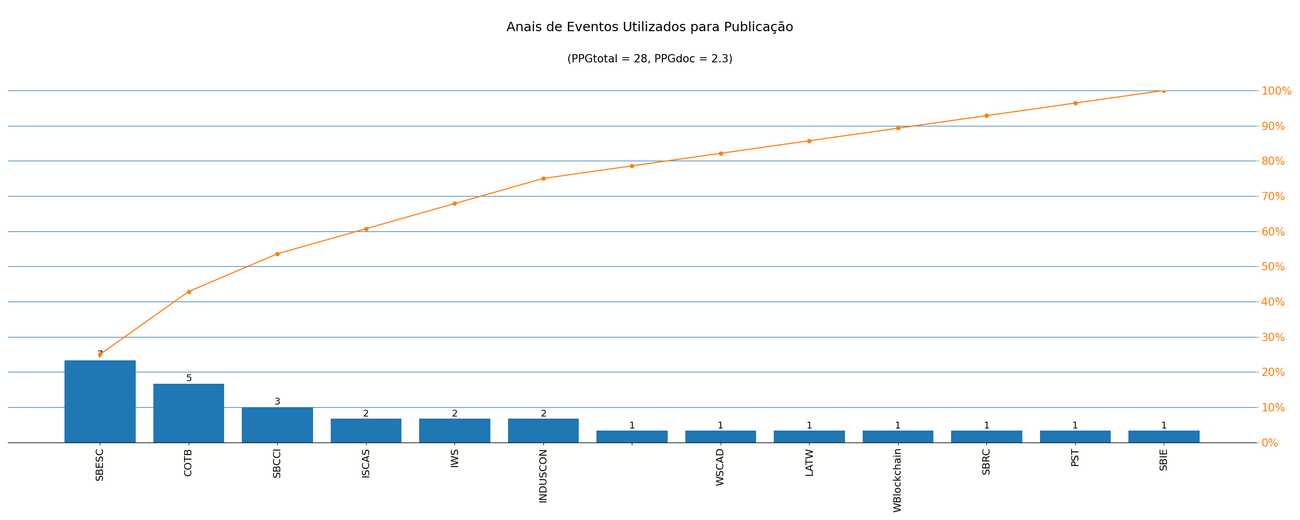 Anais de Eventos Utilizados para Publicação
(PPGtotal = 28, PPGdoc = 2.3)
100%
90%
80%
70%
60%
50%
40%
30%
20%
10%
0%
7
5
3
2
2
2
1
1
1
1
1
1
1
SBESC
COTB
SBCCI
ISCAS
IWS
INDUSCON
WSCAD
LATW
WBlockchain
SBRC
PST
SBIE